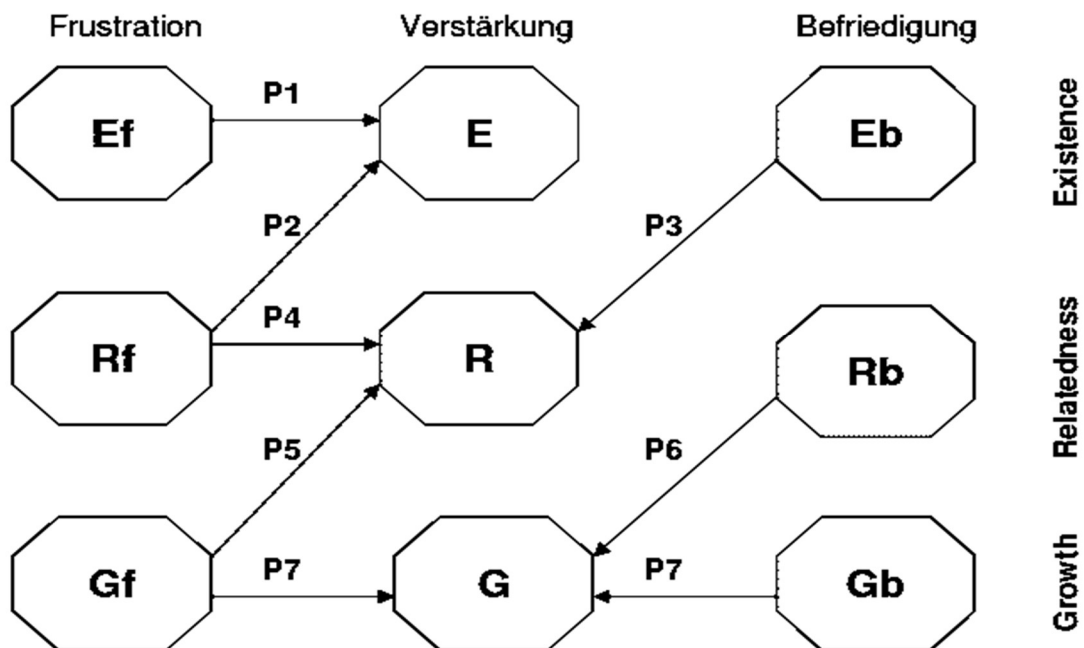 Frustration Verstärkung Befriedigung
P1
Ef E Eb
Existence
P2 P3
P4
Rf R Rb
Relatedness
P5 P6
P7 P7
Gf G Gb
Growth